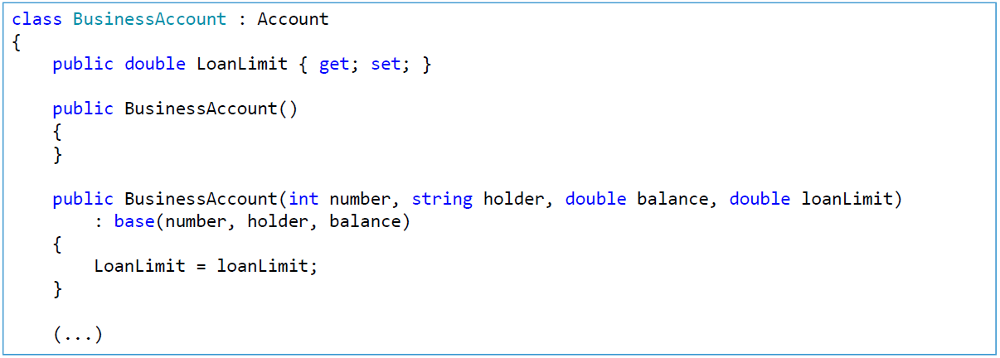 class BusinessAccount : Account
{
    public double LoanLimit { get; set; }

    public BusinessAccount()
    {
    }

    public BusinessAccount(int number, string holder, double balance, double loanLimit)
        : base(number, holder, balance)
    {
        LoanLimit = loanLimit;
    }

    (...)